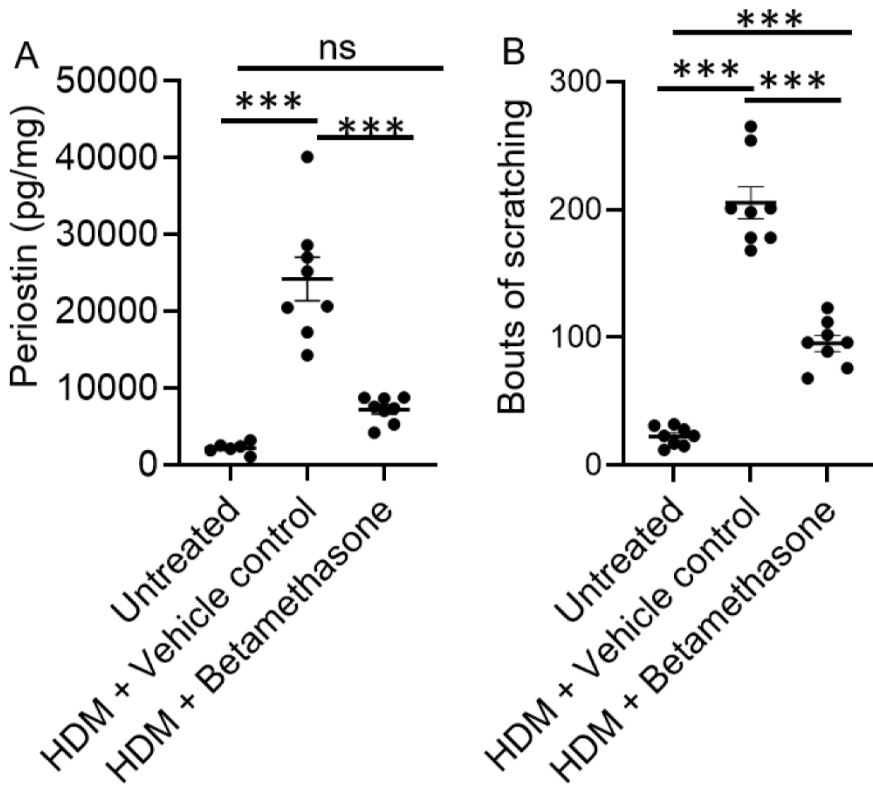 A
Periostin (pg/mg)
50000
40000
30000
20000
10000
0
ns
***
***
Untreated
HDM + Vehicle control
HDM + Betamethasone
B
Bouts of scratching
300
200
100
0
***
***
***
Untreated
HDM + Vehicle control
HDM + Betamethasone